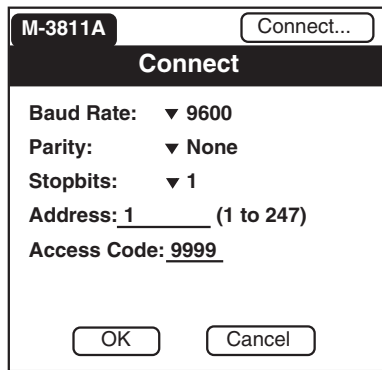 M-3811A Connect...
Connect
Baud Rate: ▼ 9600
Parity: ▼ None
Stopbits: ▼ 1
Address: 1 (1 to 247)
Access Code: 9999
OK Cancel